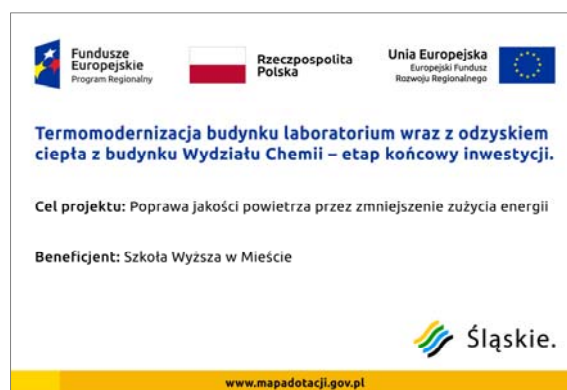 Fundusze
Europejskie
Program Regionalny
Rzeczpospolita
Polska
Unia Europejska
Europejski Fundusz
Rozwoju Regionalnego
Termomodernizacja budynku laboratorium wraz z odzyskiem
ciepła z budynku Wydziału Chemii – etap końcowy inwestycji.
Cel projektu: Poprawa jakości powietrza przez zmniejszenie zużycia energii
Beneficjent: Szkoła Wyższa w Mieście
Śląskie.
www.mapadotacji.gov.pl